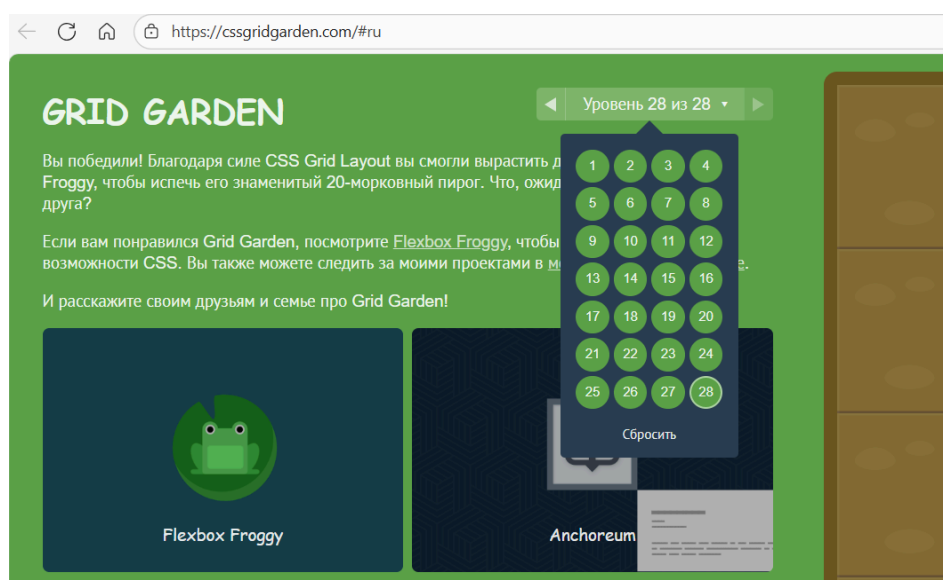 https://cssgridgarden.com/#ru
GRID GARDEN
Уровень 28 из 28
Вы победили! Благодаря силе CSS Grid Layout вы смогли вырастить
Froggy, чтобы испечь его знаменитый 20-морковный пирог. Что,
друга?
Если вам понравился Grid Garden, посмотрите Flexbox Froggy, чтобы
возможности CSS. Вы также можете следить за моими проектами в
И расскажите своим друзьям и семье про Grid Garden!
1 2 3 4
5 6 7 8
9 10 11 12
13 14 15 16
17 18 19 20
21 22 23 24
25 26 27 28
Сбросить
Flexbox Froggy
Anchoreum